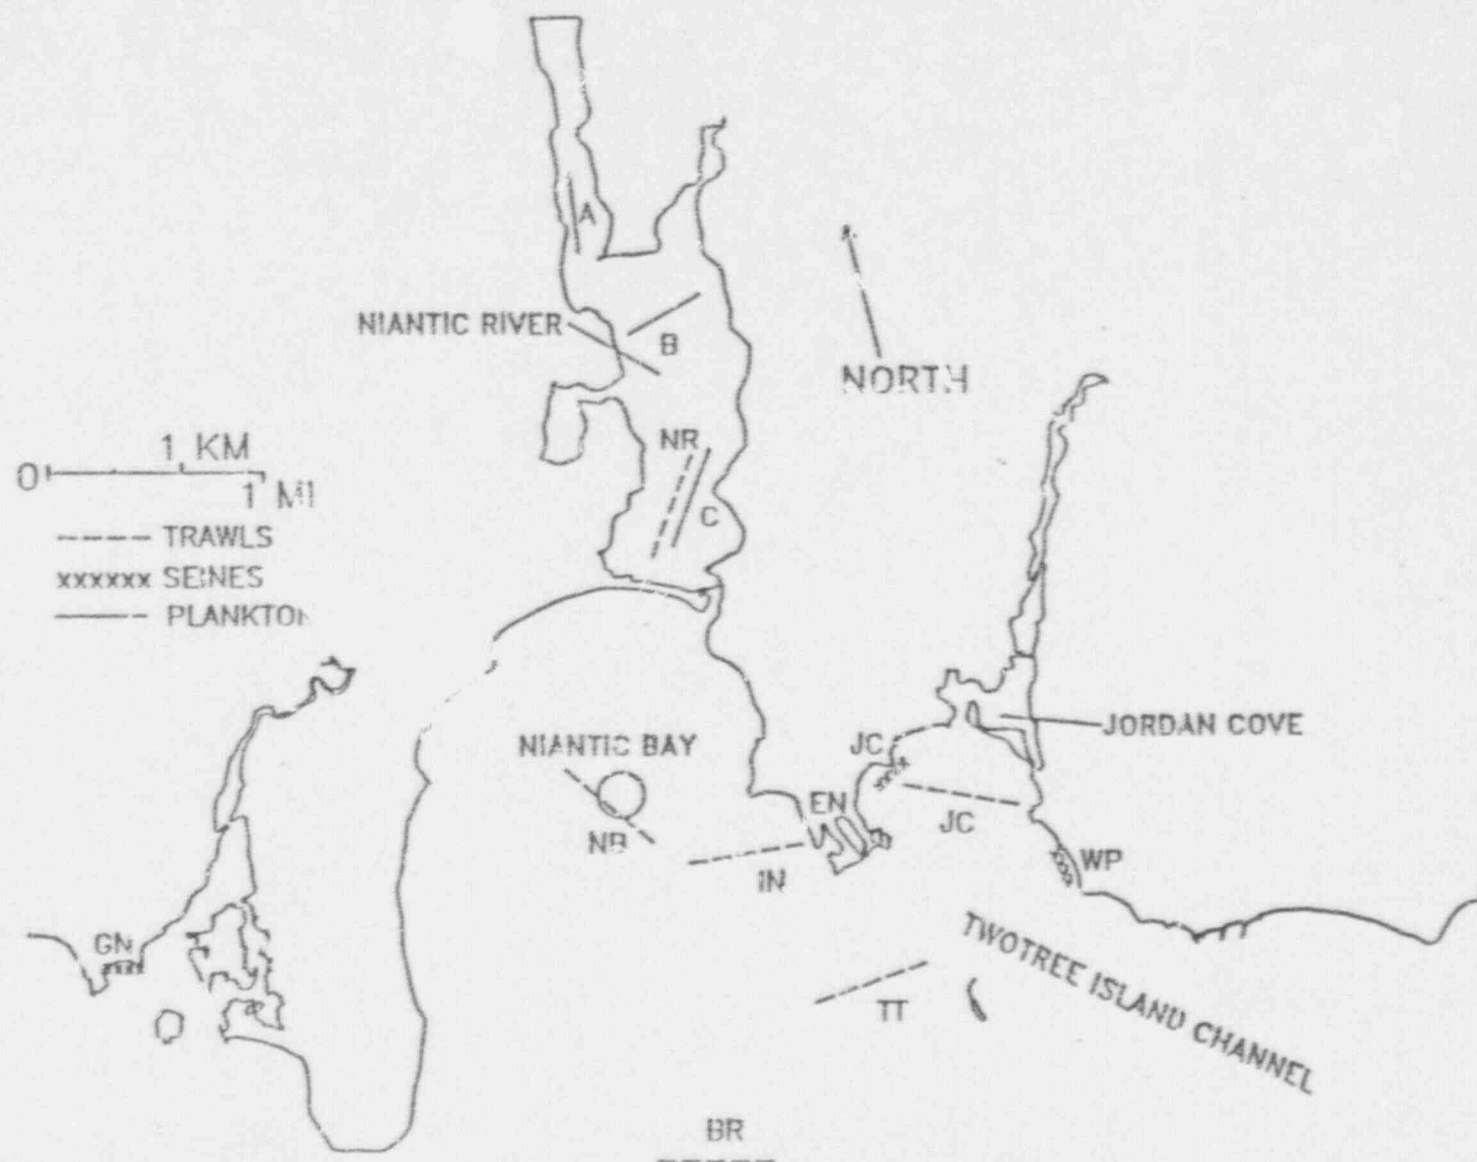 A
NIANTIC RIVER
B
NORTH
NR
1 KM
0
1 MI
C
TRAWLS
xxxxxx SEINES
PLANKTON
JORDAN COVE
NIANTIC BAY
JC
EN
NB
JC
IN
WP
GN
TWOTREE ISLAND CHANNEL
TT
BR